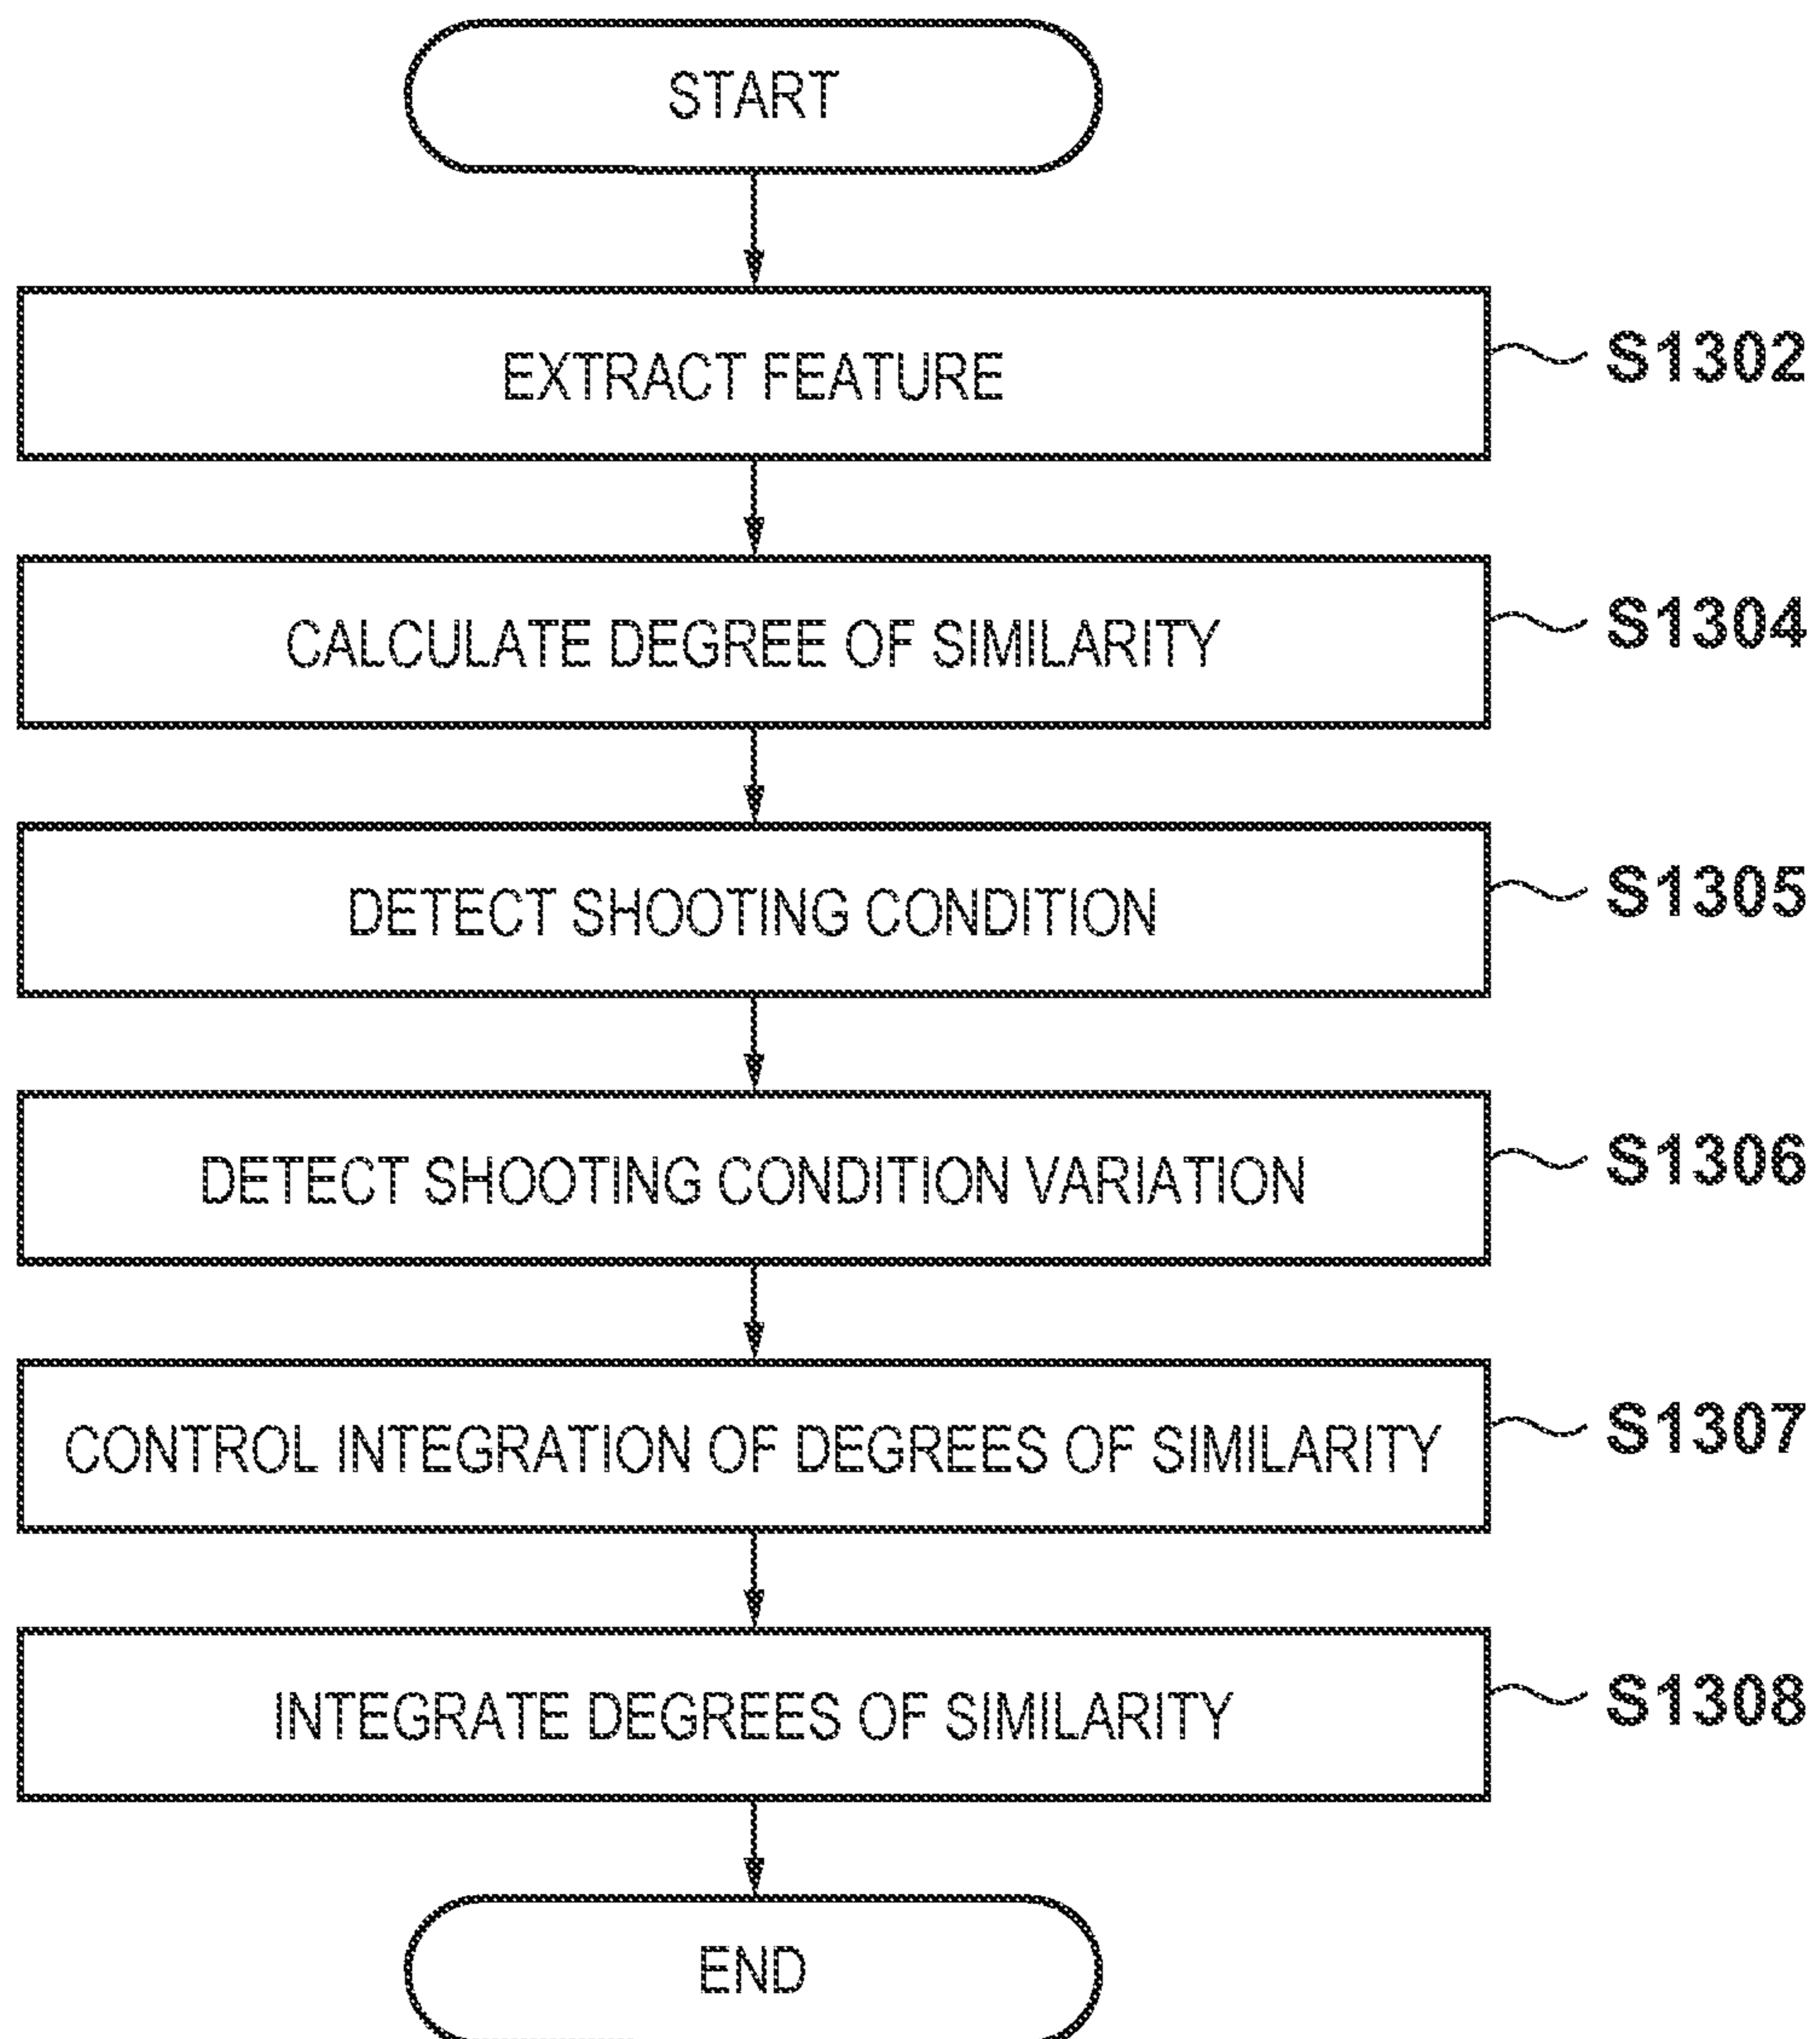 START
EXTRACT FEATURE
S1302
CALCULATE DEGREE OF SIMILARITY
S1304
DETECT SHOOTING CONDITION
S1305
DETECT SHOOTING CONDITION VARIATION
S1306
CONTROL INTEGRATION OF DEGREES OF SIMILARITY
S1307
INTEGRATE DEGREES OF SIMILARITY
S1308
END